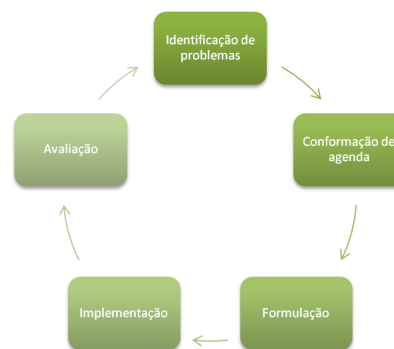 Identificação de
problemas
Conformação de
agenda
Formulação
Implementação
Avaliação